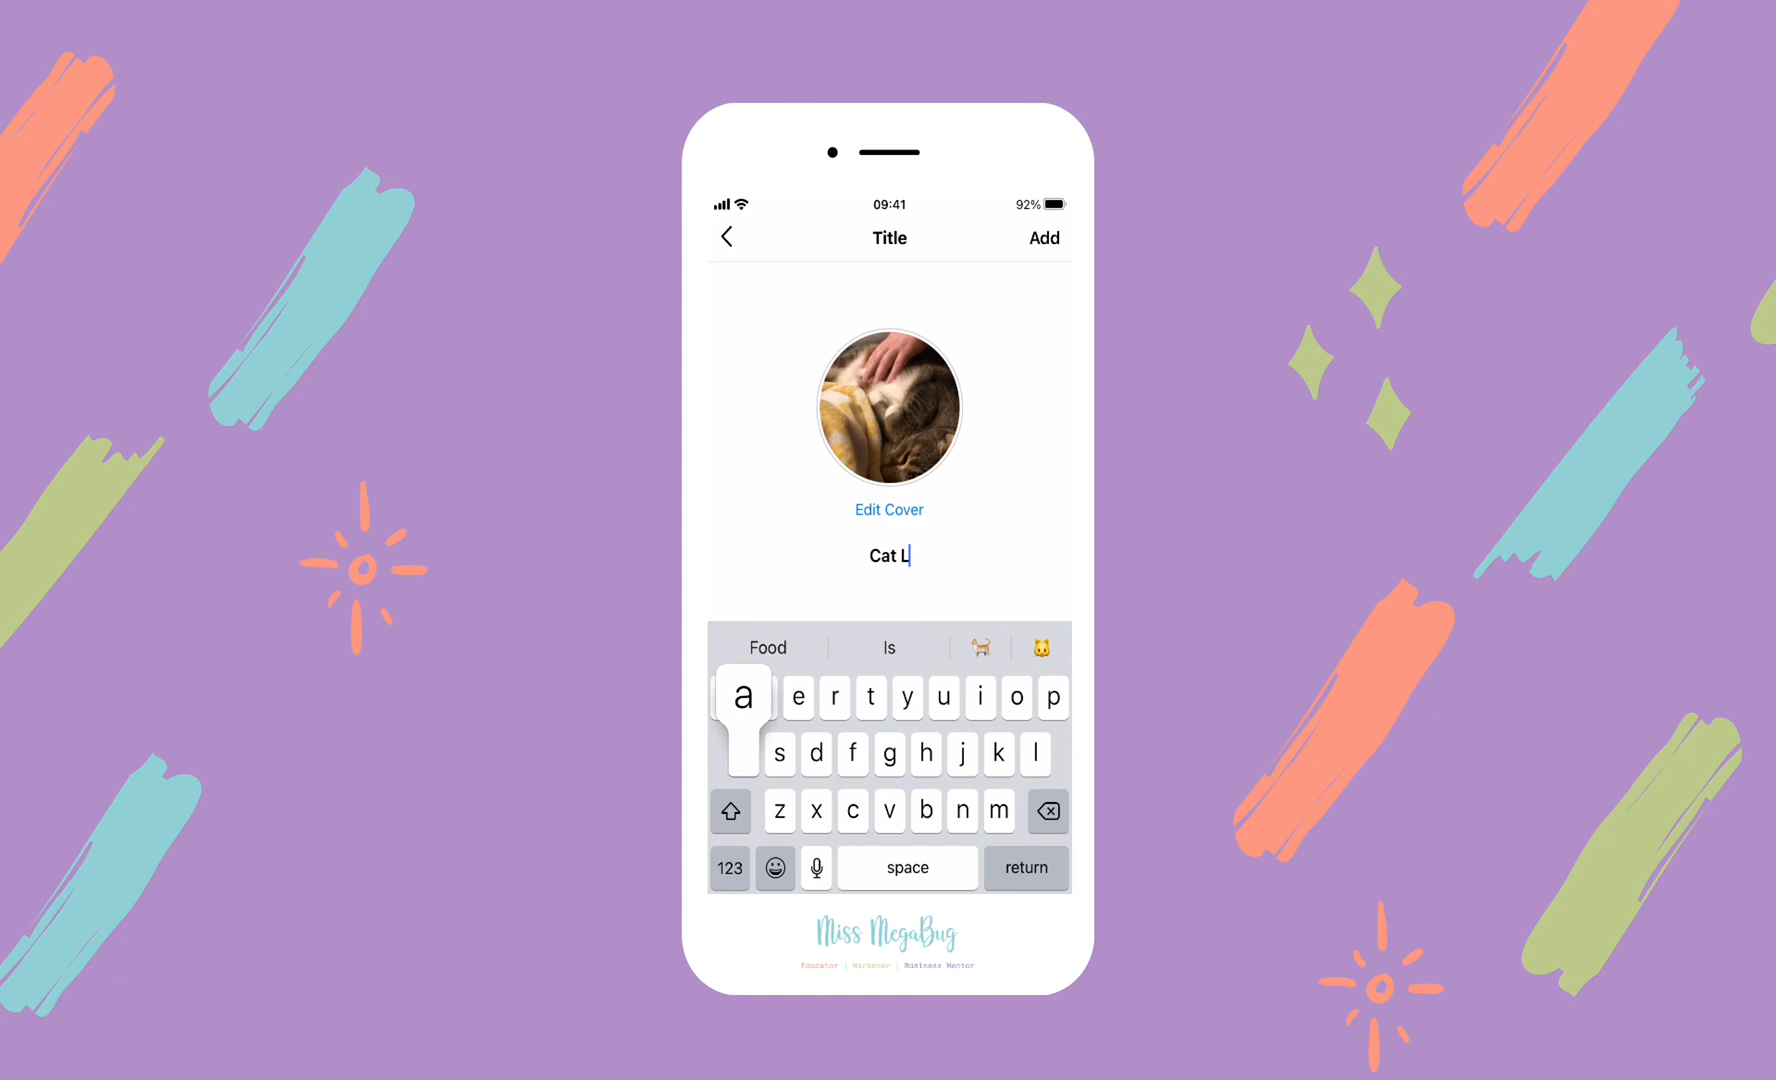 09:41 92%
Title Add
Edit Cover
Cat L
Food Is
a e r t y u i o p
s d f g h j k l
z x c v b n m
123 space return
Miss MegaBug
Educator | Marketer | Business Mentor